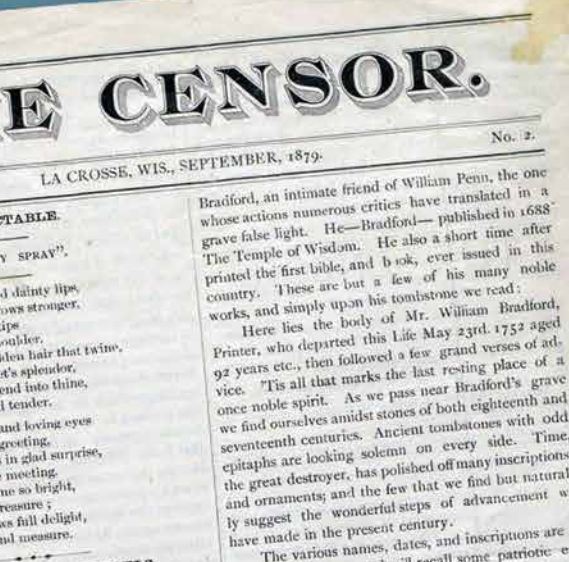 E CENSOR.
LA CROSSE, WIS., SEPTEMBER, 1879.
No. 2.
TABLE.
Y SPRAY".
d dainty lips,
ows stronger,
ips
oubler.
lden hair that twine,
et's splendor,
end into thine,
d tender.
and loving eyes
greeting,
in glad surprise,
meeting.
me so bright,
reasure ;
ws full delight,
nd measure.
Bradford, an intimate friend of William Penn, the one
whose actions numerous critics have translated in a
grave false light. He—Bradford— published in 1688
The Temple of Wisdom. He also a short time after
printed the first bible, and b ok, ever issued in this
country. These are but a few of his many noble
works, and simply upon his tombstone we read:
Here lies the body of Mr. William Bradford,
Printer, who departed this Life May 23rd. 1752 aged
92 years etc., then followed a few grand verses of ad-
vice. 'Tis all that marks the last resting place of a
once noble spirit. As we pass near Bradford's grave
we find ourselves amidst stones of both eighteenth and
seventeenth centuries. Ancient tombstones with odd
epitaphs are looking solemn on every side. Time,
the great destroyer, has polished off many inscriptions
and ornaments; and the few that we find but natural
ly suggest the wonderful steps of advancement w
have made in the present century.
The various names, dates, and inscriptions are
recall some patriotic e